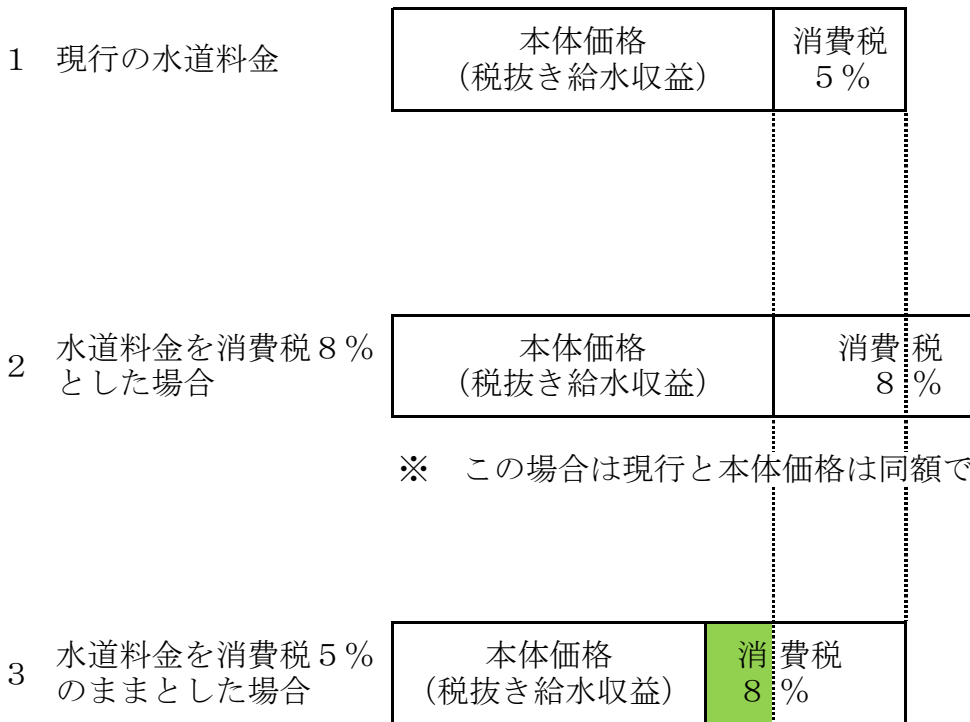 1 現行の水道料金
本体価格
(税抜き給水収益)
消費税
5%
2 水道料金を消費税8%
とした場合
本体価格
(税抜き給水収益)
消費税
8%
※ この場合は現行と本体価格は同額で
3 水道料金を消費税5%
のままとした場合
本体価格
(税抜き給水収益)
消費税
8%